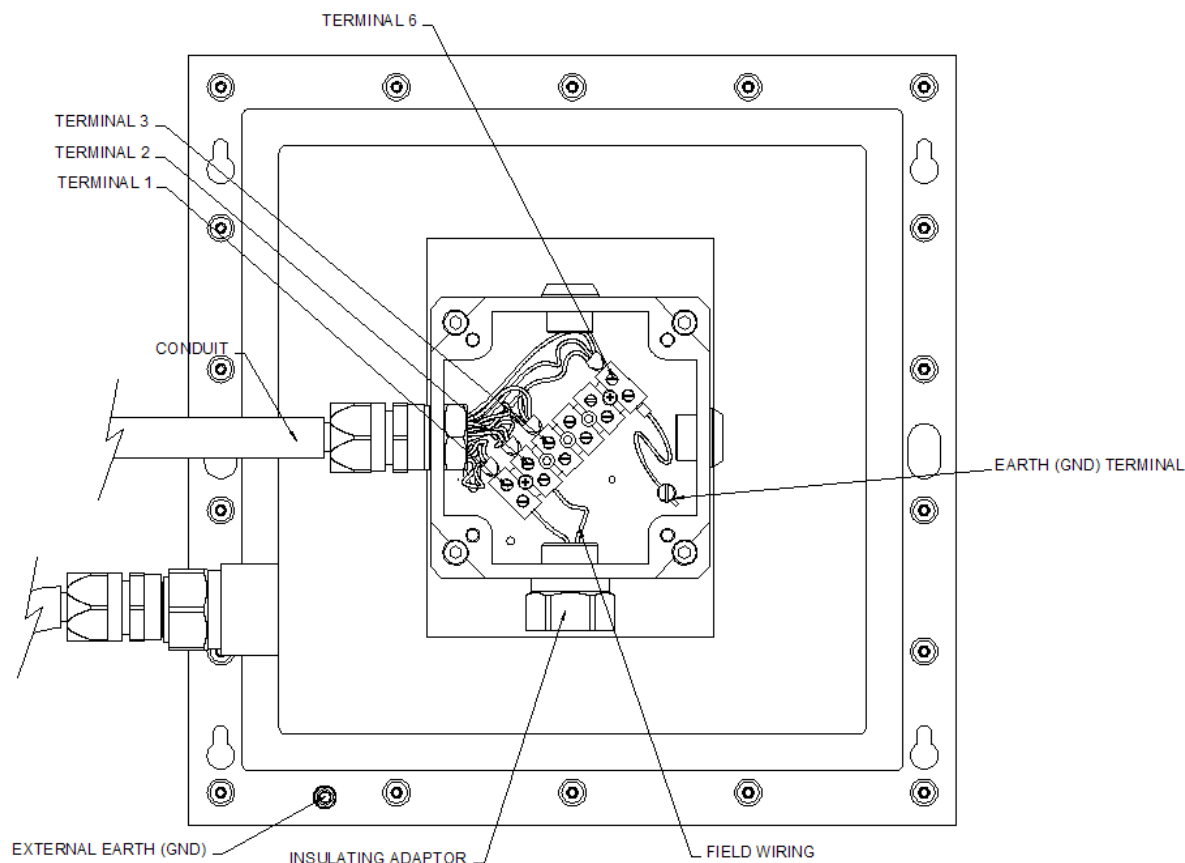 TERMINAL 6
TERMINAL 3
TERMINAL 2
TERMINAL 1
CONDUIT
EARTH (GND) TERMINAL
EXTERNAL EARTH (GND)
INSULATING ADAPTOR
FIELD WIRING